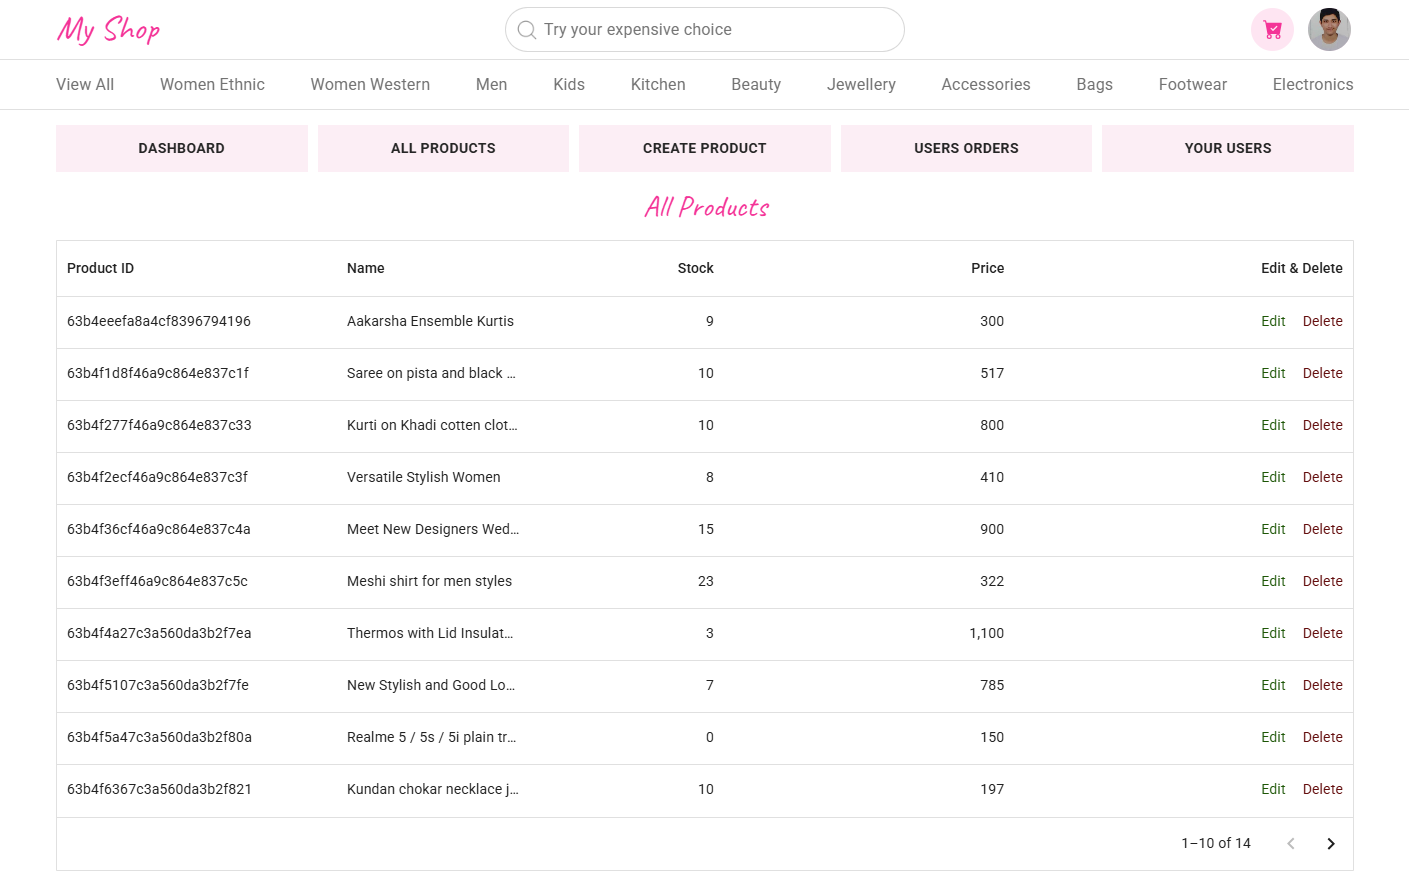 My Shop
Try your expensive choice
View All Women Ethnic Women Western Men Kids Kitchen Beauty Jewellery Accessories Bags Footwear Electronics
DASHBOARD ALL PRODUCTS CREATE PRODUCT USERS ORDERS YOUR USERS
All Products
Product ID Name Stock Price Edit & Delete
63b4eeefa8a4cf8396794196 Aakarsha Ensemble Kurtis 9 300 Edit Delete
63b4f1d8f46a9c864e837c1f Saree on pista and black ... 10 517 Edit Delete
63b4f277f46a9c864e837c33 Kurti on Khadi cotten clot... 10 800 Edit Delete
63b4f2ecf46a9c864e837c3f Versatile Stylish Women 8 410 Edit Delete
63b4f36cf46a9c864e837c4a Meet New Designers Wed... 15 900 Edit Delete
63b4f3eff46a9c864e837c5c Meshi shirt for men styles 23 322 Edit Delete
63b4f4a27c3a560da3b2f7ea Thermos with Lid Insulat... 3 1,100 Edit Delete
63b4f5107c3a560da3b2f7fe New Stylish and Good Lo... 7 785 Edit Delete
63b4f5a47c3a560da3b2f80a Realme 5 / 5s / 5i plain tr... 0 150 Edit Delete
63b4f6367c3a560da3b2f821 Kundan chokar necklace j... 10 197 Edit Delete
1–10 of 14